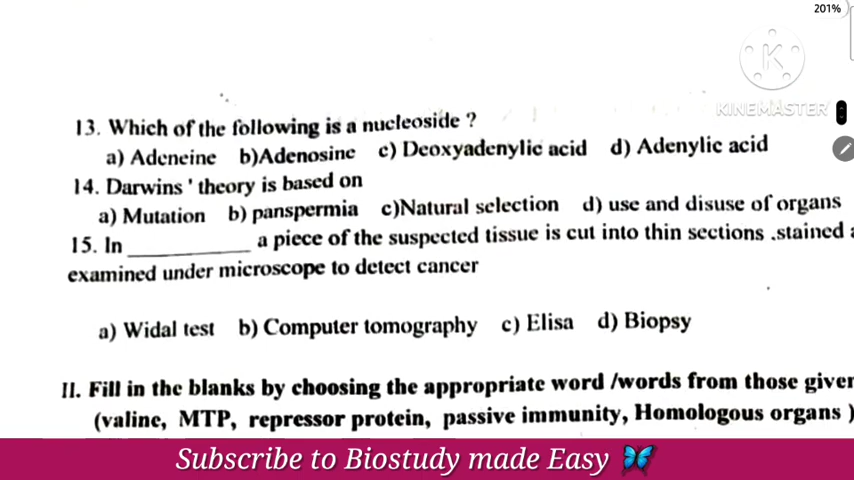 201%
KINEMASTER
13. Which of the following is a nucleoside ?
a) Adeneine b)Adenosine c) Deoxyadenylic acid d) Adenylic acid
14. Darwins ' theory is based on
a) Mutation b) panspermia c)Natural selection d) use and disuse of organs
15. In __________ a piece of the suspected tissue is cut into thin sections .stained
examined under microscope to detect cancer
a) Widal test b) Computer tomography c) Elisa d) Biopsy
II. Fill in the blanks by choosing the appropriate word /words from those given
(valine, MTP, repressor protein, passive immunity, Homologous organs )
Subscribe to Biostudy made Easy 🦋